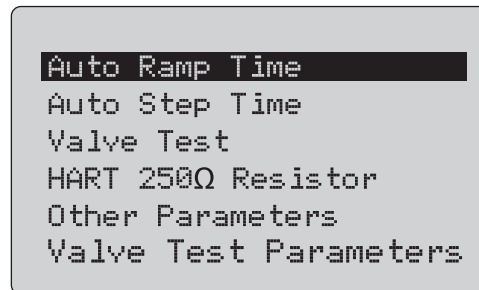 Auto Ramp Time
Auto Step Time
Valve Test
HART 250Ω Resistor
Other Parameters
Valve Test Parameters